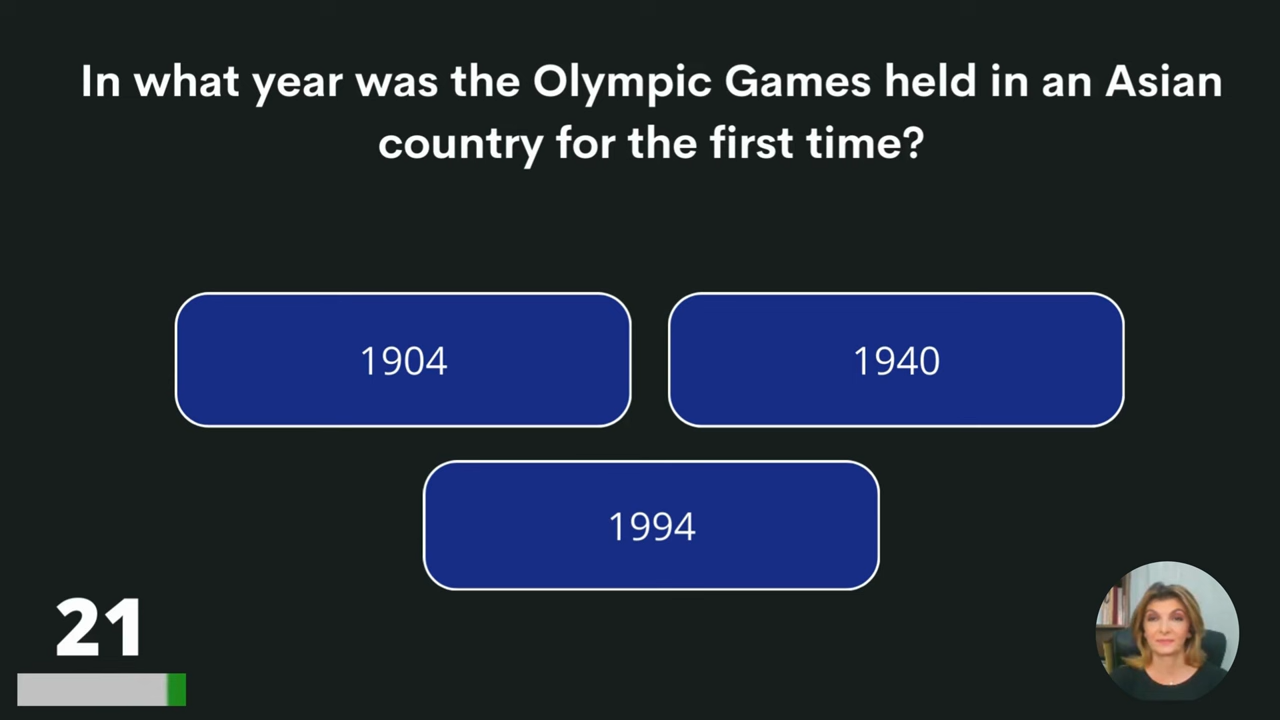 In what year was the Olympic Games held in an Asian
country for the first time?
1904
1940
1994
21